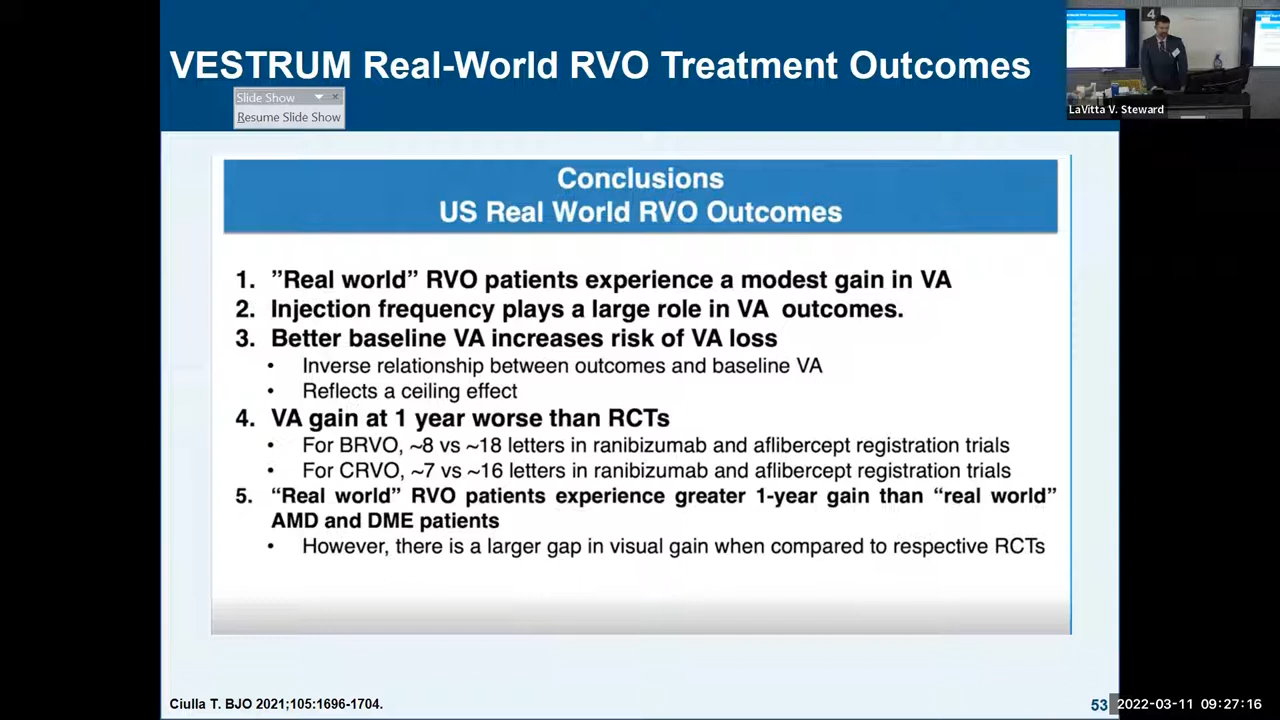 VESTRUM Real-World RVO Treatment Outcomes
Slide Show
Resume Slide Show
4
LaVitta V. Steward
Conclusions
US Real World RVO Outcomes
1. ”Real world” RVO patients experience a modest gain in VA
2. Injection frequency plays a large role in VA outcomes.
3. Better baseline VA increases risk of VA loss
• Inverse relationship between outcomes and baseline VA
• Reflects a ceiling effect
4. VA gain at 1 year worse than RCTs
• For BRVO, ~8 vs ~18 letters in ranibizumab and aflibercept registration trials
• For CRVO, ~7 vs ~16 letters in ranibizumab and aflibercept registration trials
5. “Real world” RVO patients experience greater 1-year gain than “real world”
AMD and DME patients
• However, there is a larger gap in visual gain when compared to respective RCTs
Ciulla T. BJO 2021;105:1696-1704.
53
2022-03-11 09:27:16